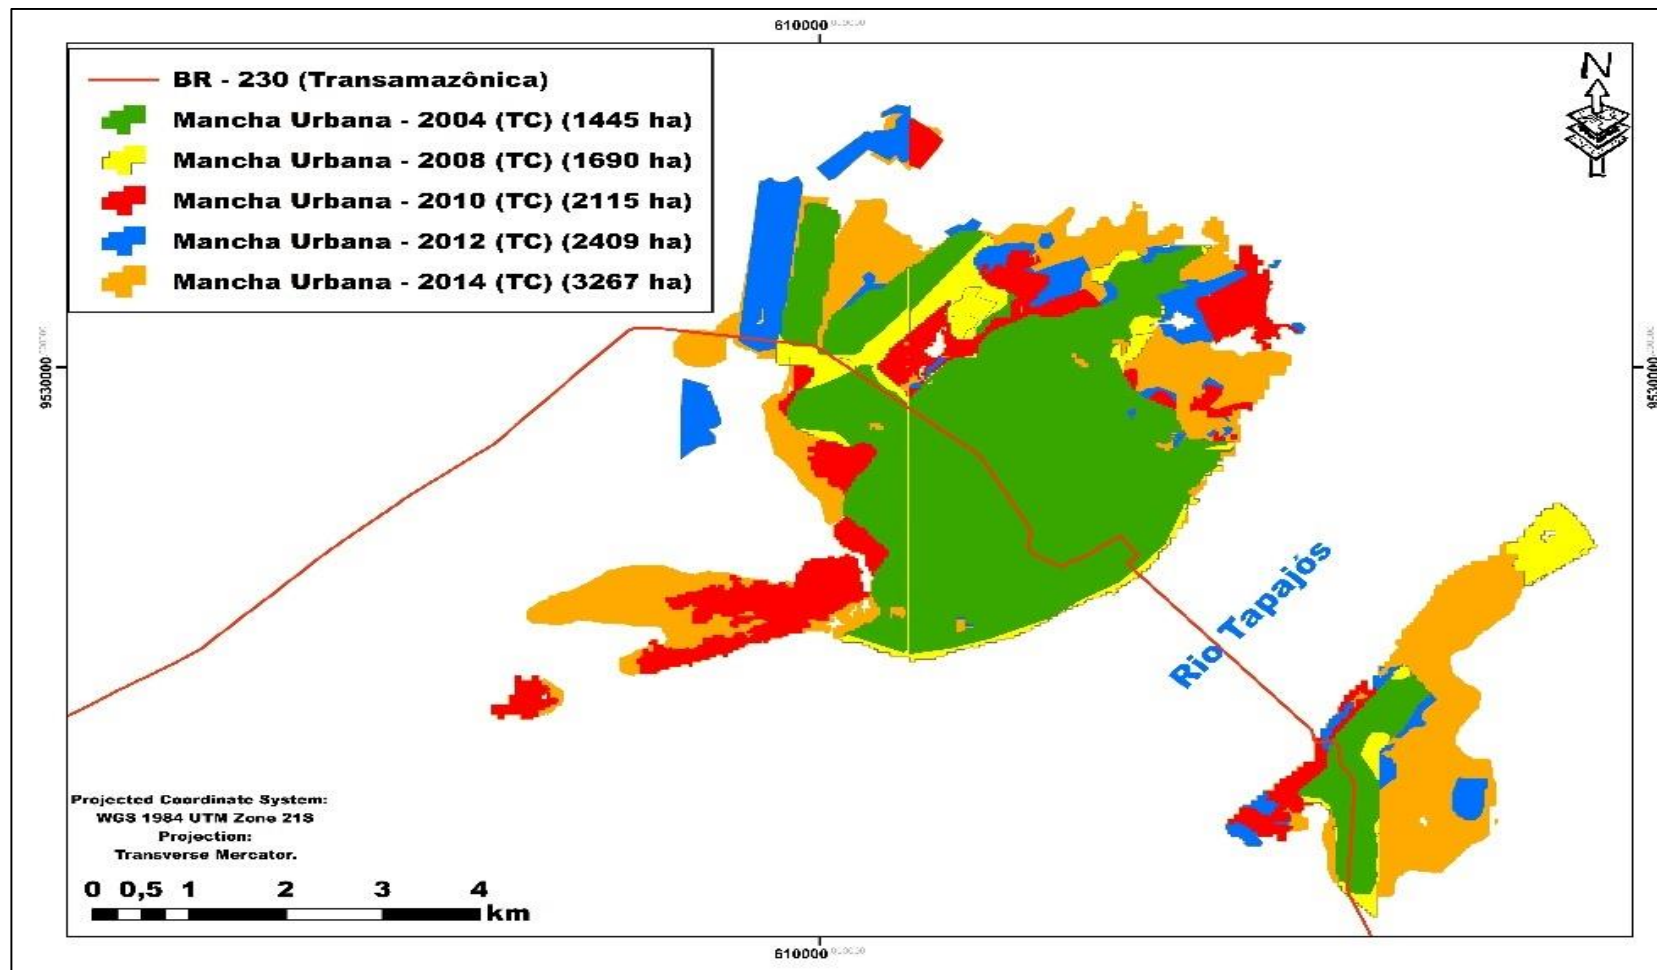 610000
N
BR - 230 (Transamazônica)
Mancha Urbana - 2004 (TC) (1445 ha)
Mancha Urbana - 2008 (TC) (1690 ha)
Mancha Urbana - 2010 (TC) (2115 ha)
Mancha Urbana - 2012 (TC) (2409 ha)
Mancha Urbana - 2014 (TC) (3267 ha)
9530000
9530000
Rio Tapajós
Projected Coordinate System:
WGS 1984 UTM Zone 21S
Projection:
Transverse Mercator.
0 0,5 1 2 3 4
km
610000